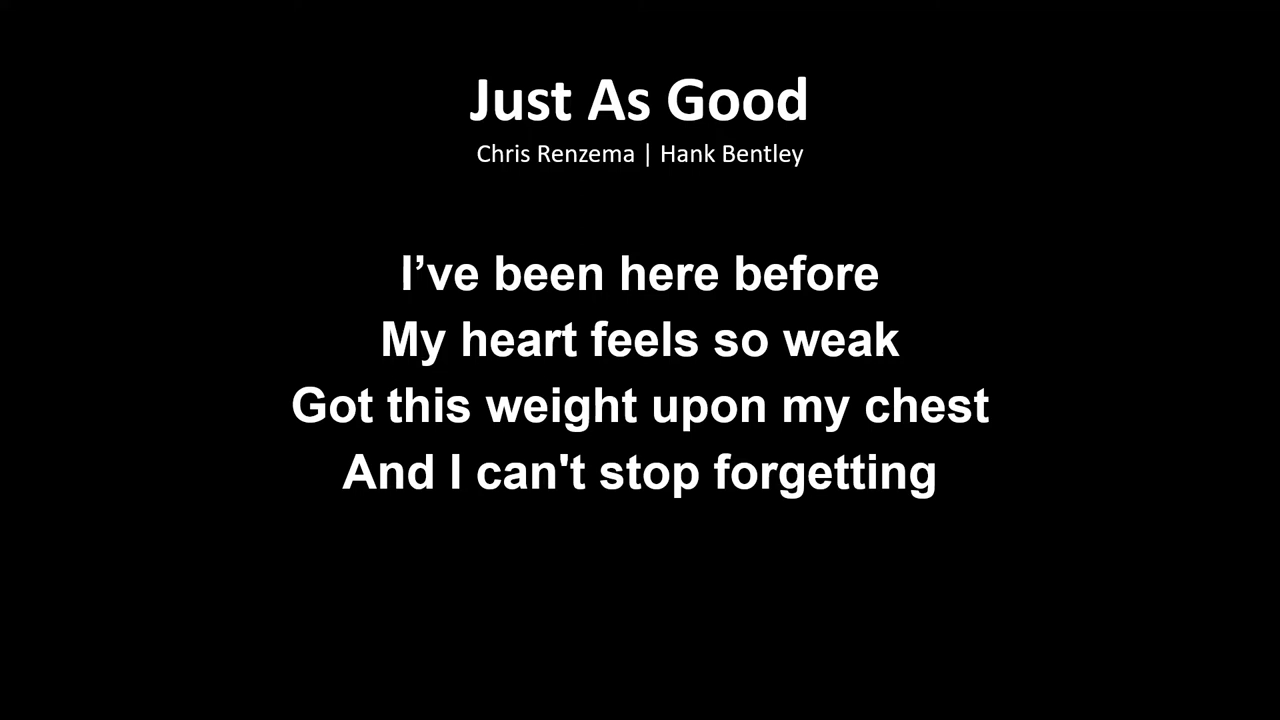 Just As Good
Chris Renzema | Hank Bentley
I’ve been here before
My heart feels so weak
Got this weight upon my chest
And I can't stop forgetting